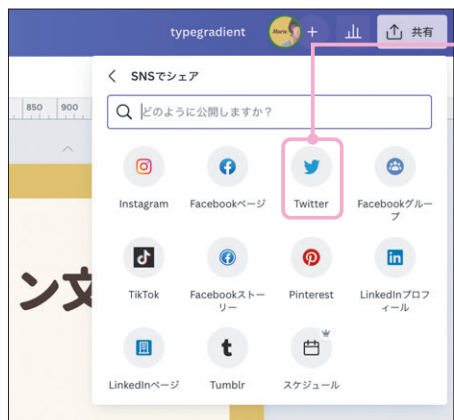 typegradient
共有
SNSでシェア
850 900
どのように公開しますか?
Instagram
Facebookページ
Twitter
Facebookグルー
プ
TikTok
Facebookストー
リー
Pinterest
LinkedInプロフ
ィール
LinkedInページ
Tumblr
スケジュール
ン文